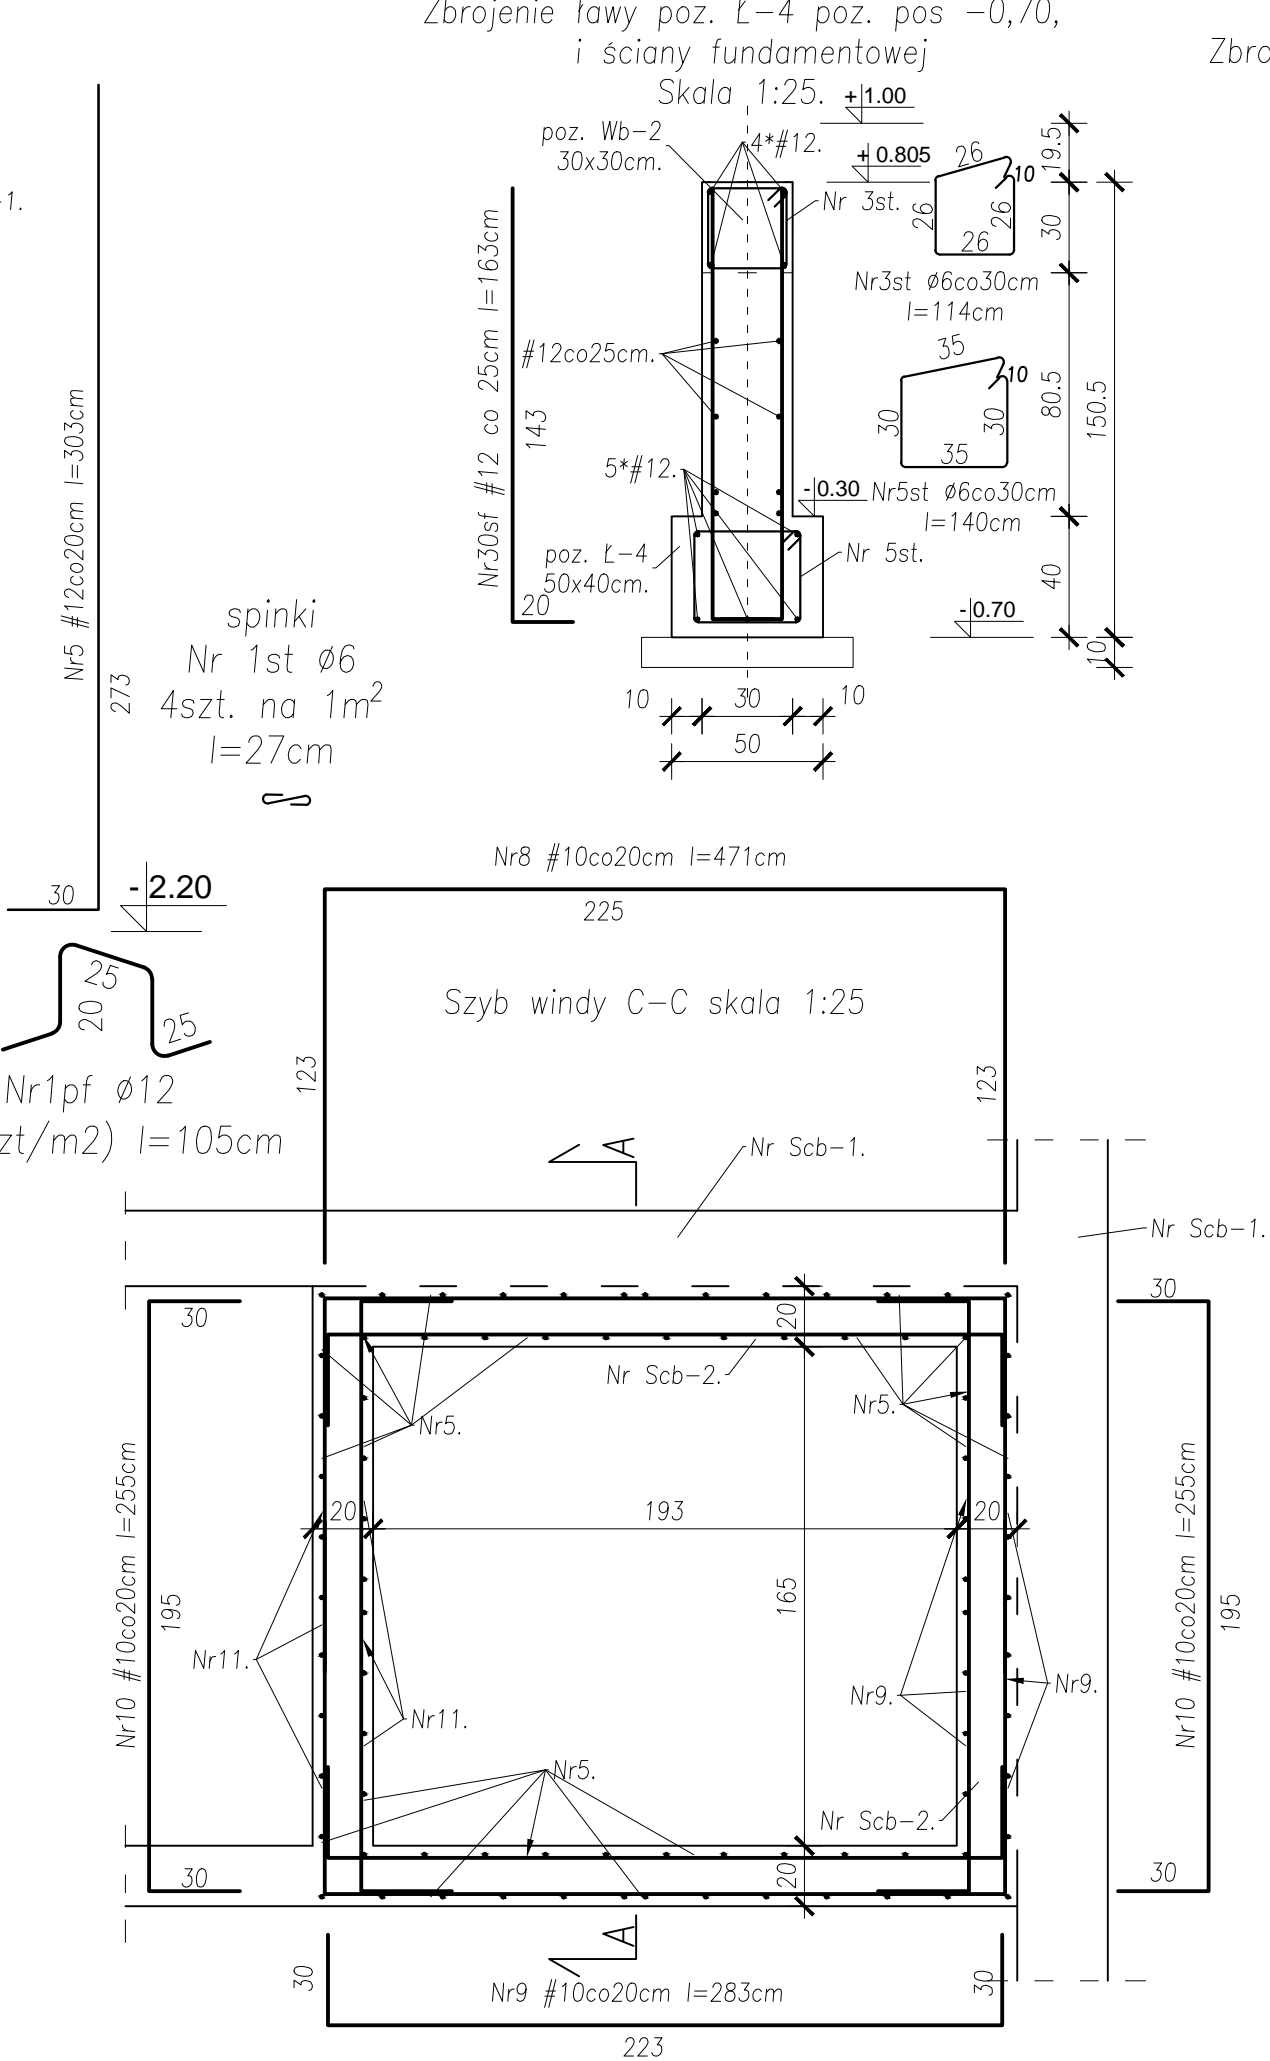 Zbrojenie ławy poz. Ł-4 poz. pos -0,70,
i ściany fundamentowej
Skala 1:25.
Zbro
-1.
Nr5 #12co20cm l=303cm
273
30
-2.20
spinki
Nr 1st ø6
4szt. na 1m²
l=27cm
25
20
25
Nr1pf ø12
zt/m2) l=105cm
poz. Wb-2
30x30cm.
4*#12.
+1.00
+0.805
Nr 3st.
Nr30sf #12 co 25cm l=163cm
143
20
#12co25cm.
5*#12.
-0.30
poz. Ł-4
50x40cm.
Nr 5st.
-0.70
10
30
10
50
26
10
26
26
26
Nr3st ø6co30cm
l=114cm
35
10
30
30
35
Nr5st ø6co30cm
l=140cm
19.5
30
80.5
40
150.5
10
Nr8 #10co20cm l=471cm
225
123
123
Szyb windy C-C skala 1:25
A
Nr Scb-1.
Nr Scb-1.
30
30
20
Nr Scb-2.
Nr5.
Nr5.
Nr10 #10co20cm l=255cm
195
20
193
20
165
Nr10 #10co20cm l=255cm
195
Nr11.
Nr11.
Nr9.
Nr9.
Nr5.
Nr Scb-2.
30
20
30
A
30
30
Nr9 #10co20cm l=283cm
223